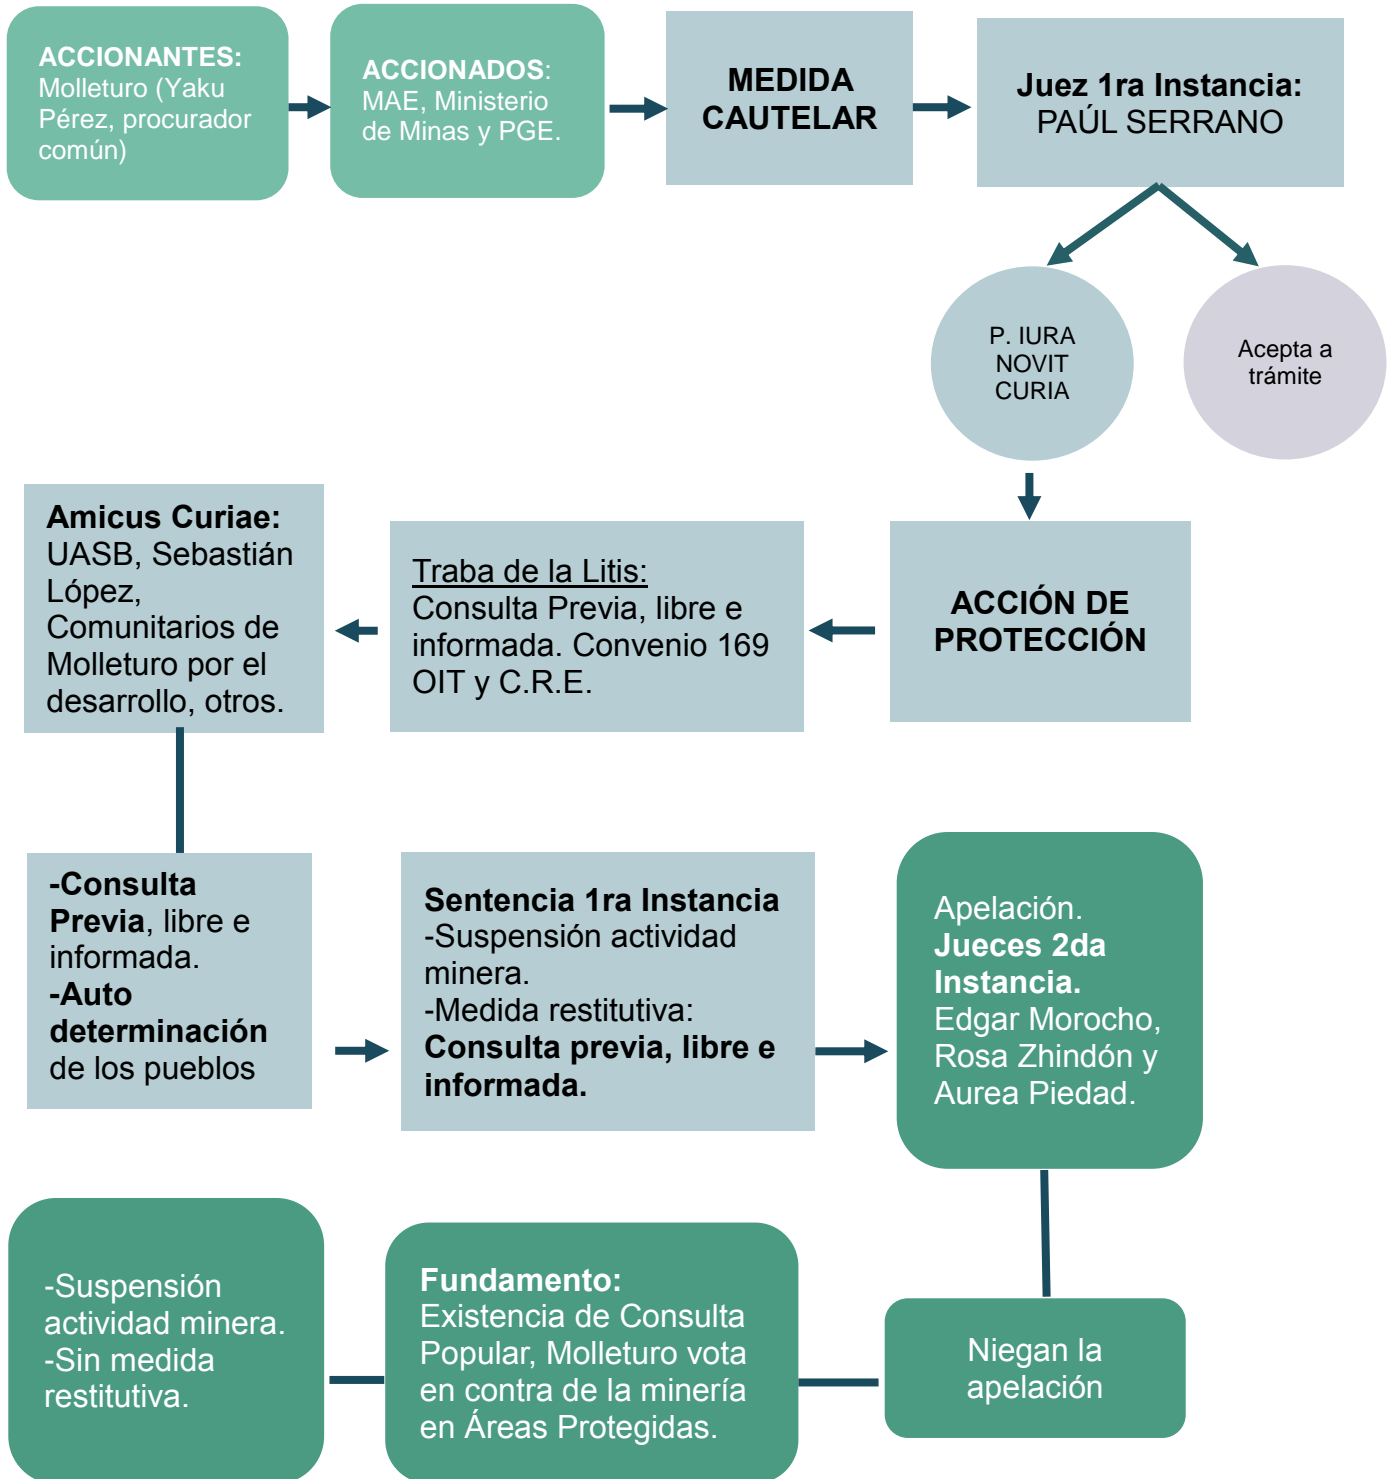 ACCIONANTES:
Molleturo (Yaku
Pérez, procurador
común)
ACCIONADOS:
MAE, Ministerio
de Minas y PGE.
MEDIDA
CAUTELAR
Juez 1ra Instancia:
PAÚL SERRANO
P. IURA
NOVIT
CURIA
Acepta a
trámite
ACCIÓN DE
PROTECCIÓN
Traba de la Litis:
Consulta Previa, libre e
informada. Convenio 169
OIT y C.R.E.
Amicus Curiae:
UASB, Sebastián
López,
Comunitarios de
Molleturo por el
desarrollo, otros.
-Consulta
Previa, libre e
informada.
-Auto
determinación
de los pueblos
Sentencia 1ra Instancia
-Suspensión actividad
minera.
-Medida restitutiva:
Consulta previa, libre e
informada.
Apelación.
Jueces 2da
Instancia.
Edgar Morocho,
Rosa Zhindón y
Aurea Piedad.
Niegan la
apelación
Fundamento:
Existencia de Consulta
Popular, Molleturo vota
en contra de la minería
en Áreas Protegidas.
-Suspensión
actividad minera.
-Sin medida
restitutiva.